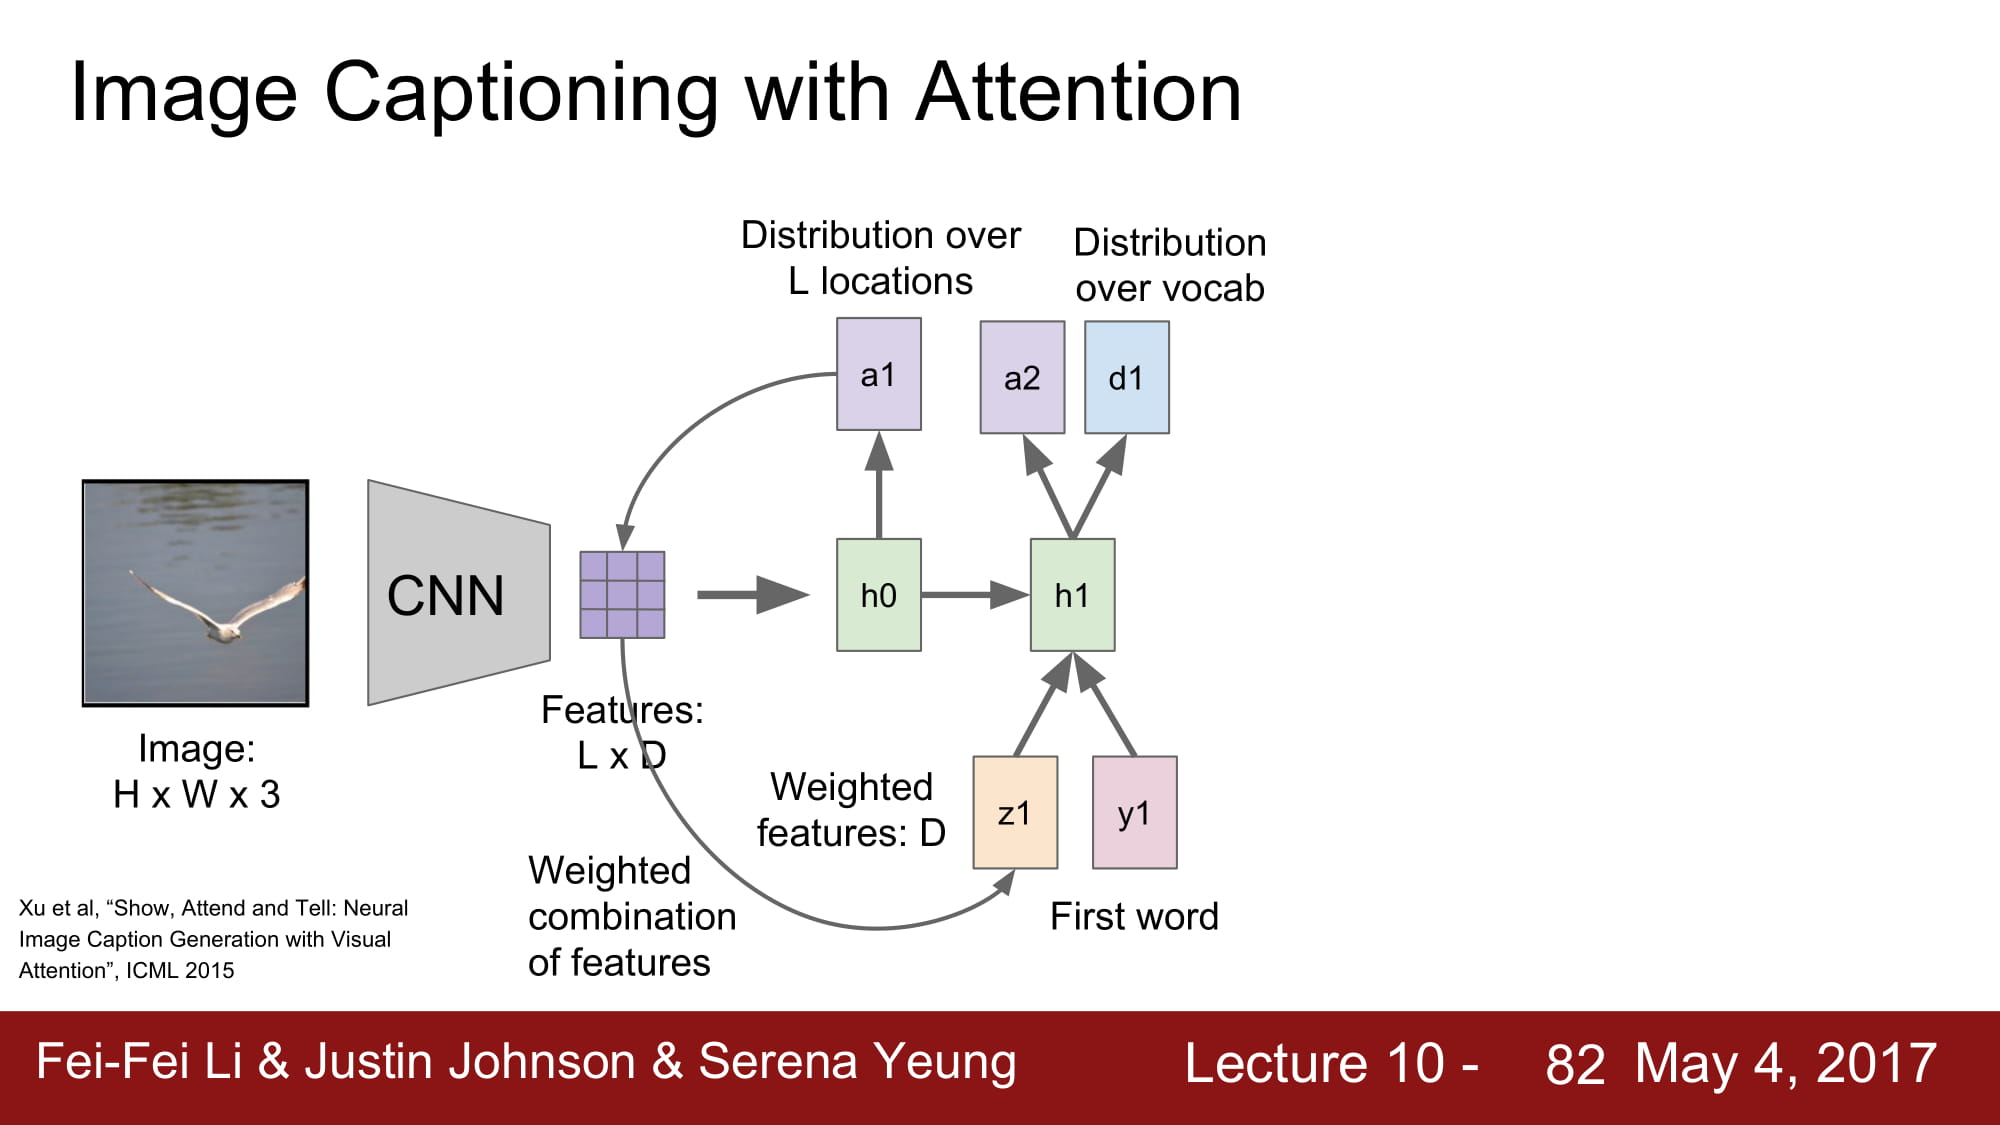 Image Captioning with Attention
Distribution over
L locations
Distribution
over vocab
a1
a2
d1
CNN
h0
h1
Features:
L x D
Image:
H x W x 3
Weighted
features: D
z1
y1
Weighted
combination
of features
First word
Xu et al, “Show, Attend and Tell: Neural
Image Caption Generation with Visual
Attention”, ICML 2015
Fei-Fei Li & Justin Johnson & Serena Yeung
Lecture 10 - 82 May 4, 2017